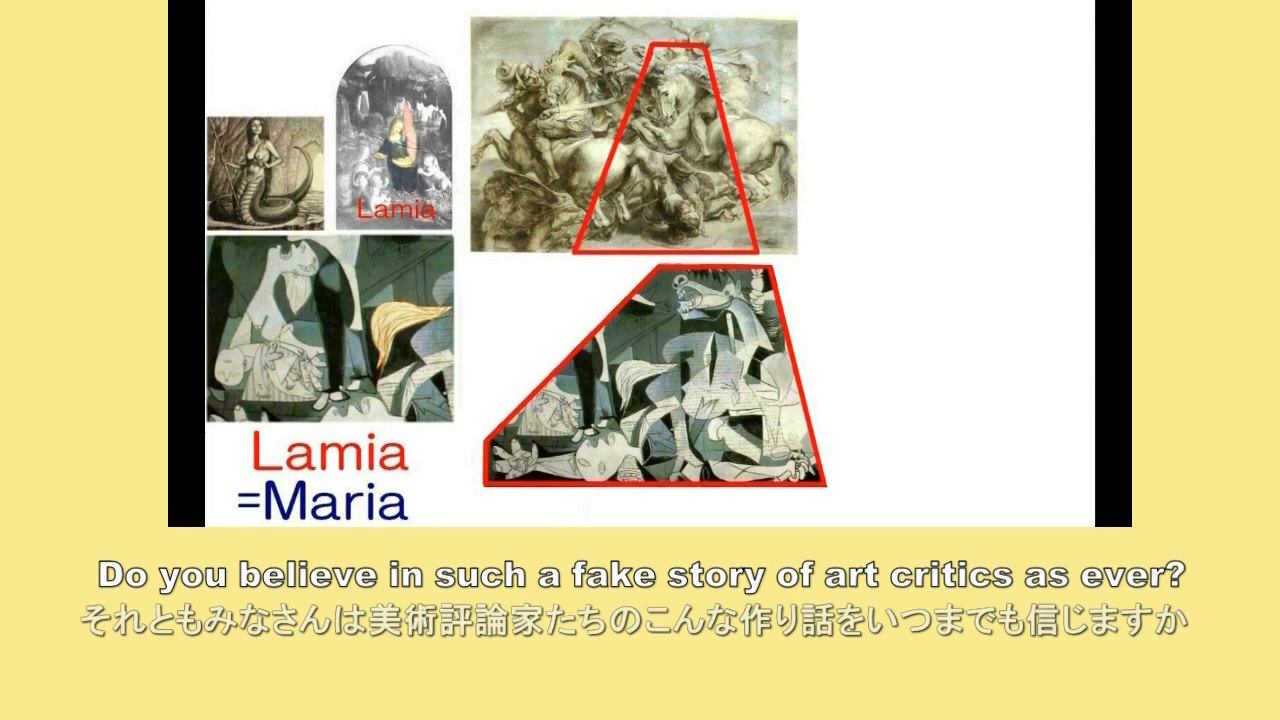 Lamia
Lamia
=Maria
Do you believe in such a fake story of art critics as ever?
それともみなさんは美術評論家たちのこんな作り話をいつまでも信じますか